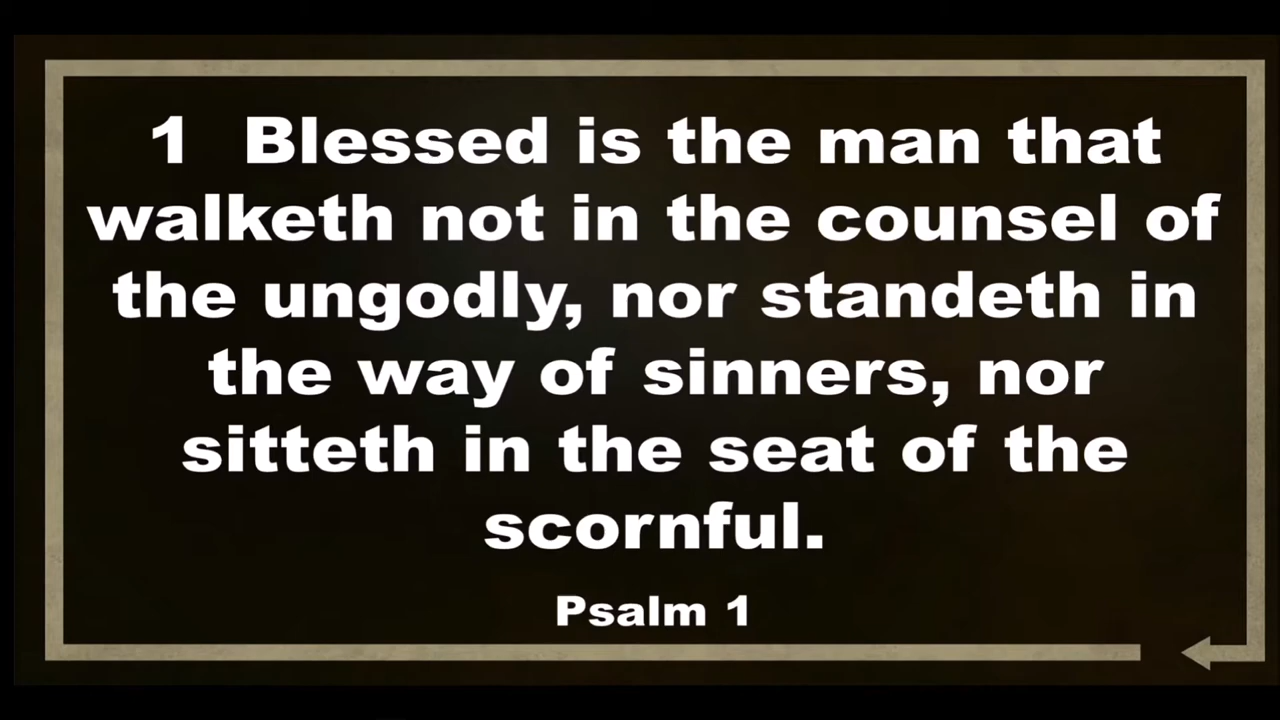 1 Blessed is the man that
walketh not in the counsel of
the ungodly, nor standeth in
the way of sinners, nor
sitteth in the seat of the
scornful.
Psalm 1